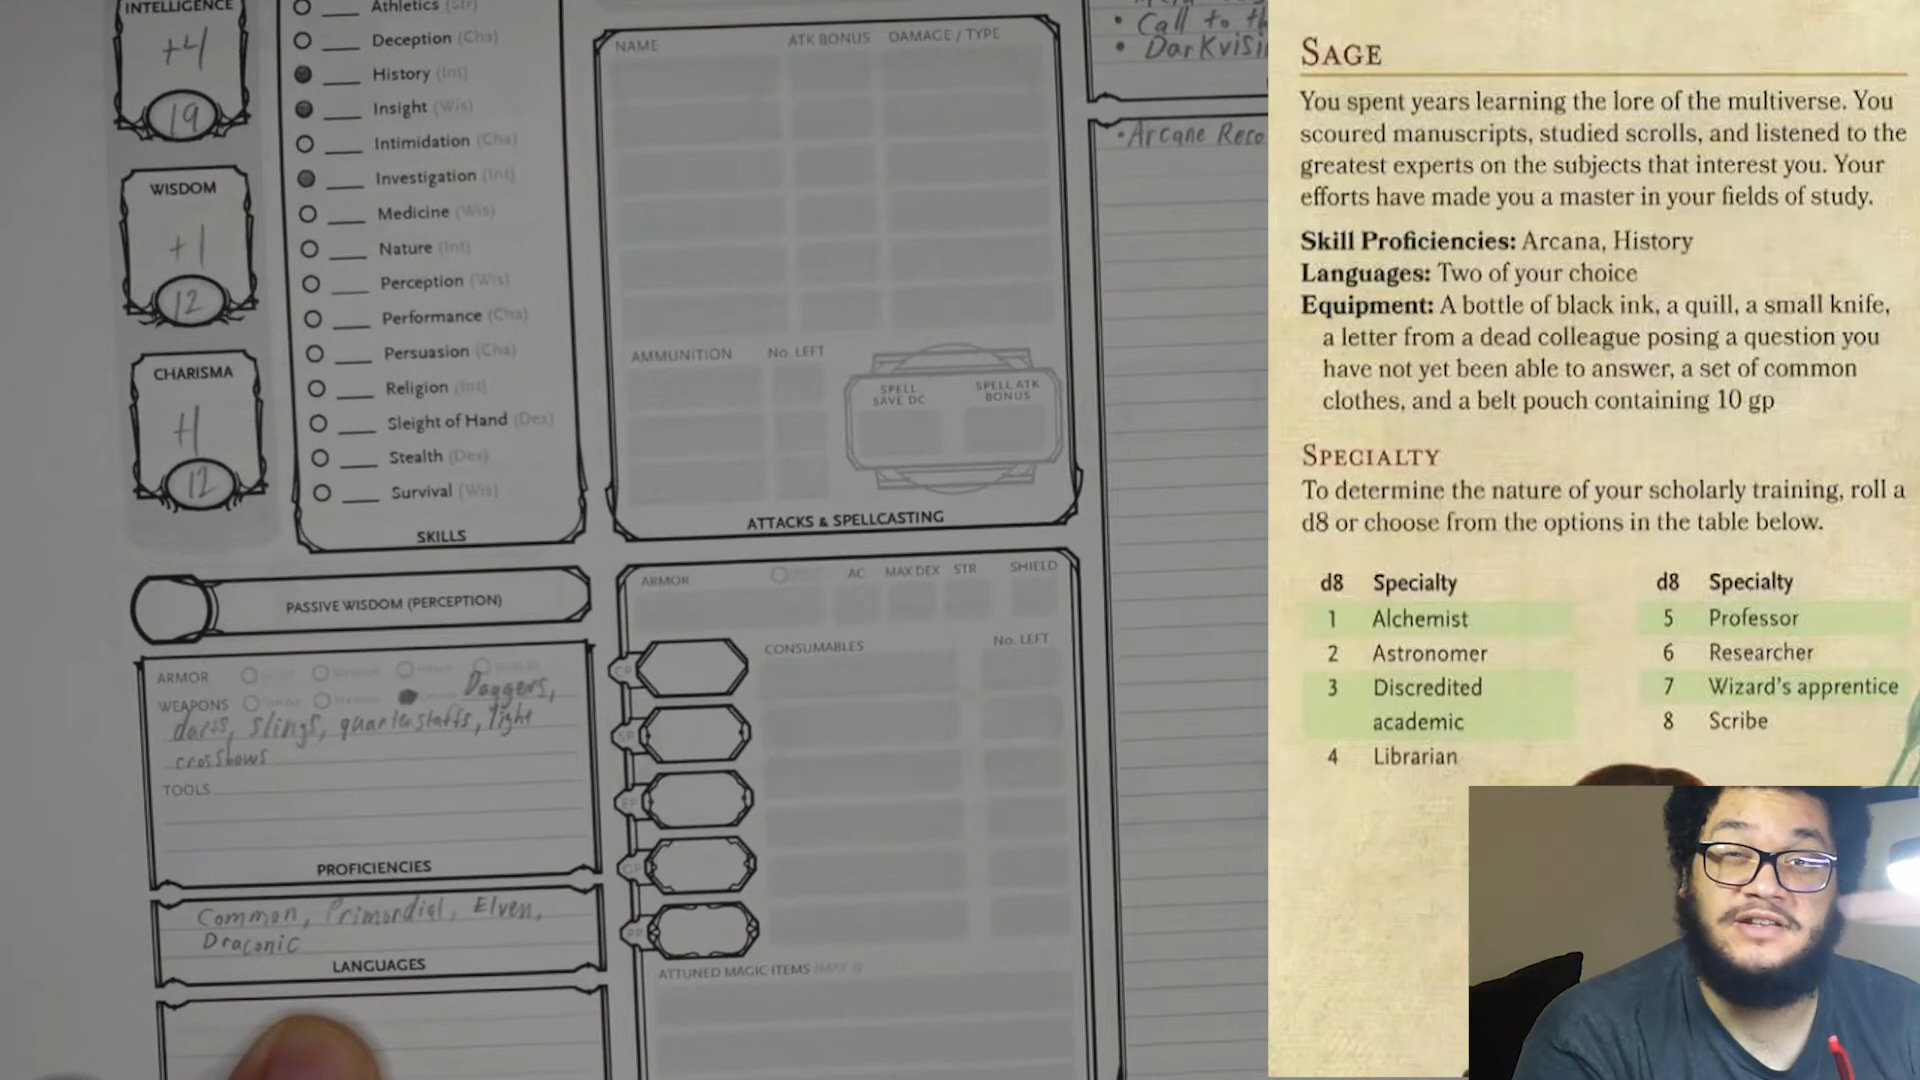 INTELLIGENCE
+4
19
WISDOM
+1
12
CHARISMA
+1
12
Athletics (Str)
Deception (Cha)
History (Int)
Insight (Wis)
Intimidation (Cha)
Investigation (Int)
Medicine (Wis)
Nature (Int)
Perception (Wis)
Performance (Cha)
Persuasion (Cha)
Religion (Int)
Sleight of Hand (Dex)
Stealth (Dex)
Survival (Wis)
SKILLS
PASSIVE WISDOM (PERCEPTION)
ARMOR
WEAPONS Daggers,
darts, slings, quarterstaffs, light
crossbows
TOOLS
PROFICIENCIES
Common, Primordial, Elven,
Draconic
LANGUAGES
NAME ATK BONUS DAMAGE / TYPE
AMMUNITION No. LEFT
SPELL SAVE DC
SPELL ATK BONUS
ATTACKS & SPELLCASTING
ARMOR AC MAX DEX STR SHIELD
CONSUMABLES No. LEFT
CP
SP
EP
GP
PP
ATTUNED MAGIC ITEMS (MAX 3)
• Call to th
• Darkvisi
• Arcane Reco
SAGE
You spent years learning the lore of the multiverse. You
scoured manuscripts, studied scrolls, and listened to the
greatest experts on the subjects that interest you. Your
efforts have made you a master in your fields of study.
Skill Proficiencies: Arcana, History
Languages: Two of your choice
Equipment: A bottle of black ink, a quill, a small knife,
a letter from a dead colleague posing a question you
have not yet been able to answer, a set of common
clothes, and a belt pouch containing 10 gp
SPECIALTY
To determine the nature of your scholarly training, roll a
d8 or choose from the options in the table below.
d8 Specialty
1 Alchemist
2 Astronomer
3 Discredited
academic
4 Librarian
d8 Specialty
5 Professor
6 Researcher
7 Wizard's apprentice
8 Scribe